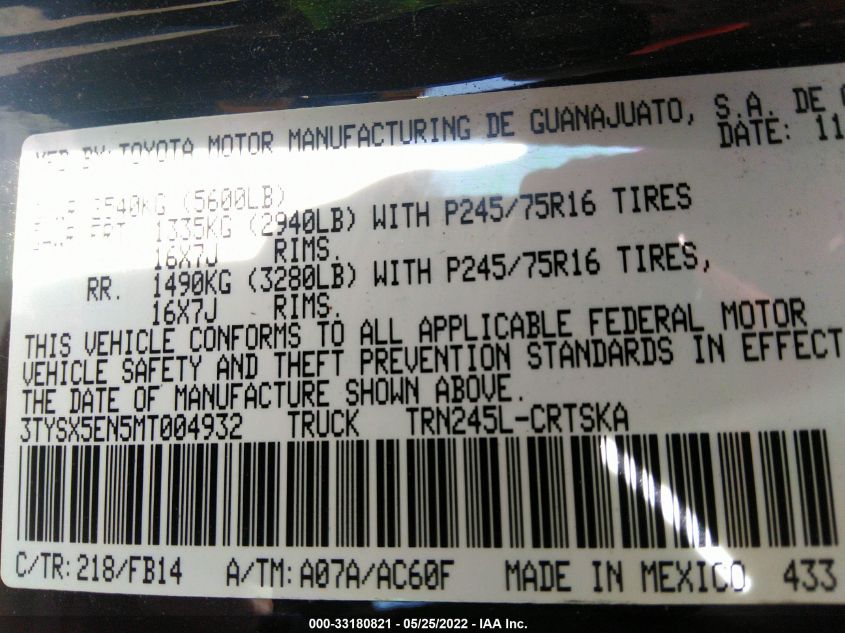 MFD BY: TOYOTA MOTOR MANUFACTURING DE GUANAJUATO, S.A. DE
DATE: 11
2540KG (5600LB)
1335KG (2940LB) WITH P245/75R16 TIRES
16X7J RIMS.
RR. 1490KG (3280LB) WITH P245/75R16 TIRES,
16X7J RIMS.
THIS VEHICLE CONFORMS TO ALL APPLICABLE FEDERAL MOTOR
VEHICLE SAFETY AND THEFT PREVENTION STANDARDS IN EFFECT
THE DATE OF MANUFACTURE SHOWN ABOVE.
3TYSX5EN5MT004932 TRUCK TRN245L-CRTSKA
C/TR: 218/FB14 A/TM: A07A/AC60F MADE IN MEXICO 433
000-33180821 - 05/25/2022 - IAA Inc.